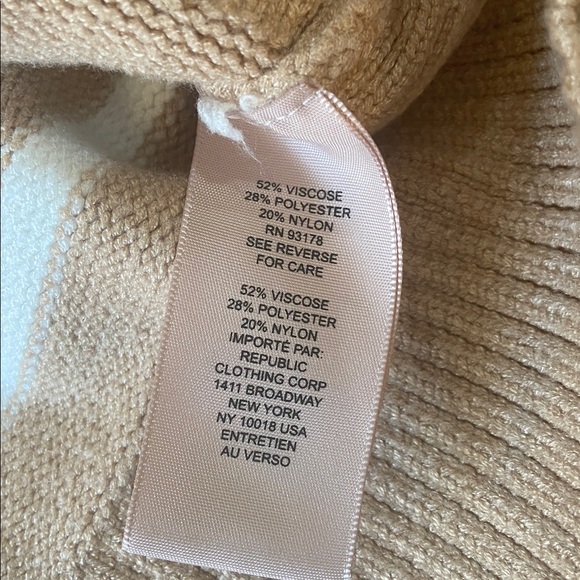 52% VISCOSE
28% POLYESTER
20% NYLON
RN 93178
SEE REVERSE
FOR CARE
52% VISCOSE
28% POLYESTER
20% NYLON
IMPORTÉ PAR:
REPUBLIC
CLOTHING CORP
1411 BROADWAY
NEW YORK
NY 10018 USA
ENTRETIEN
AU VERSO